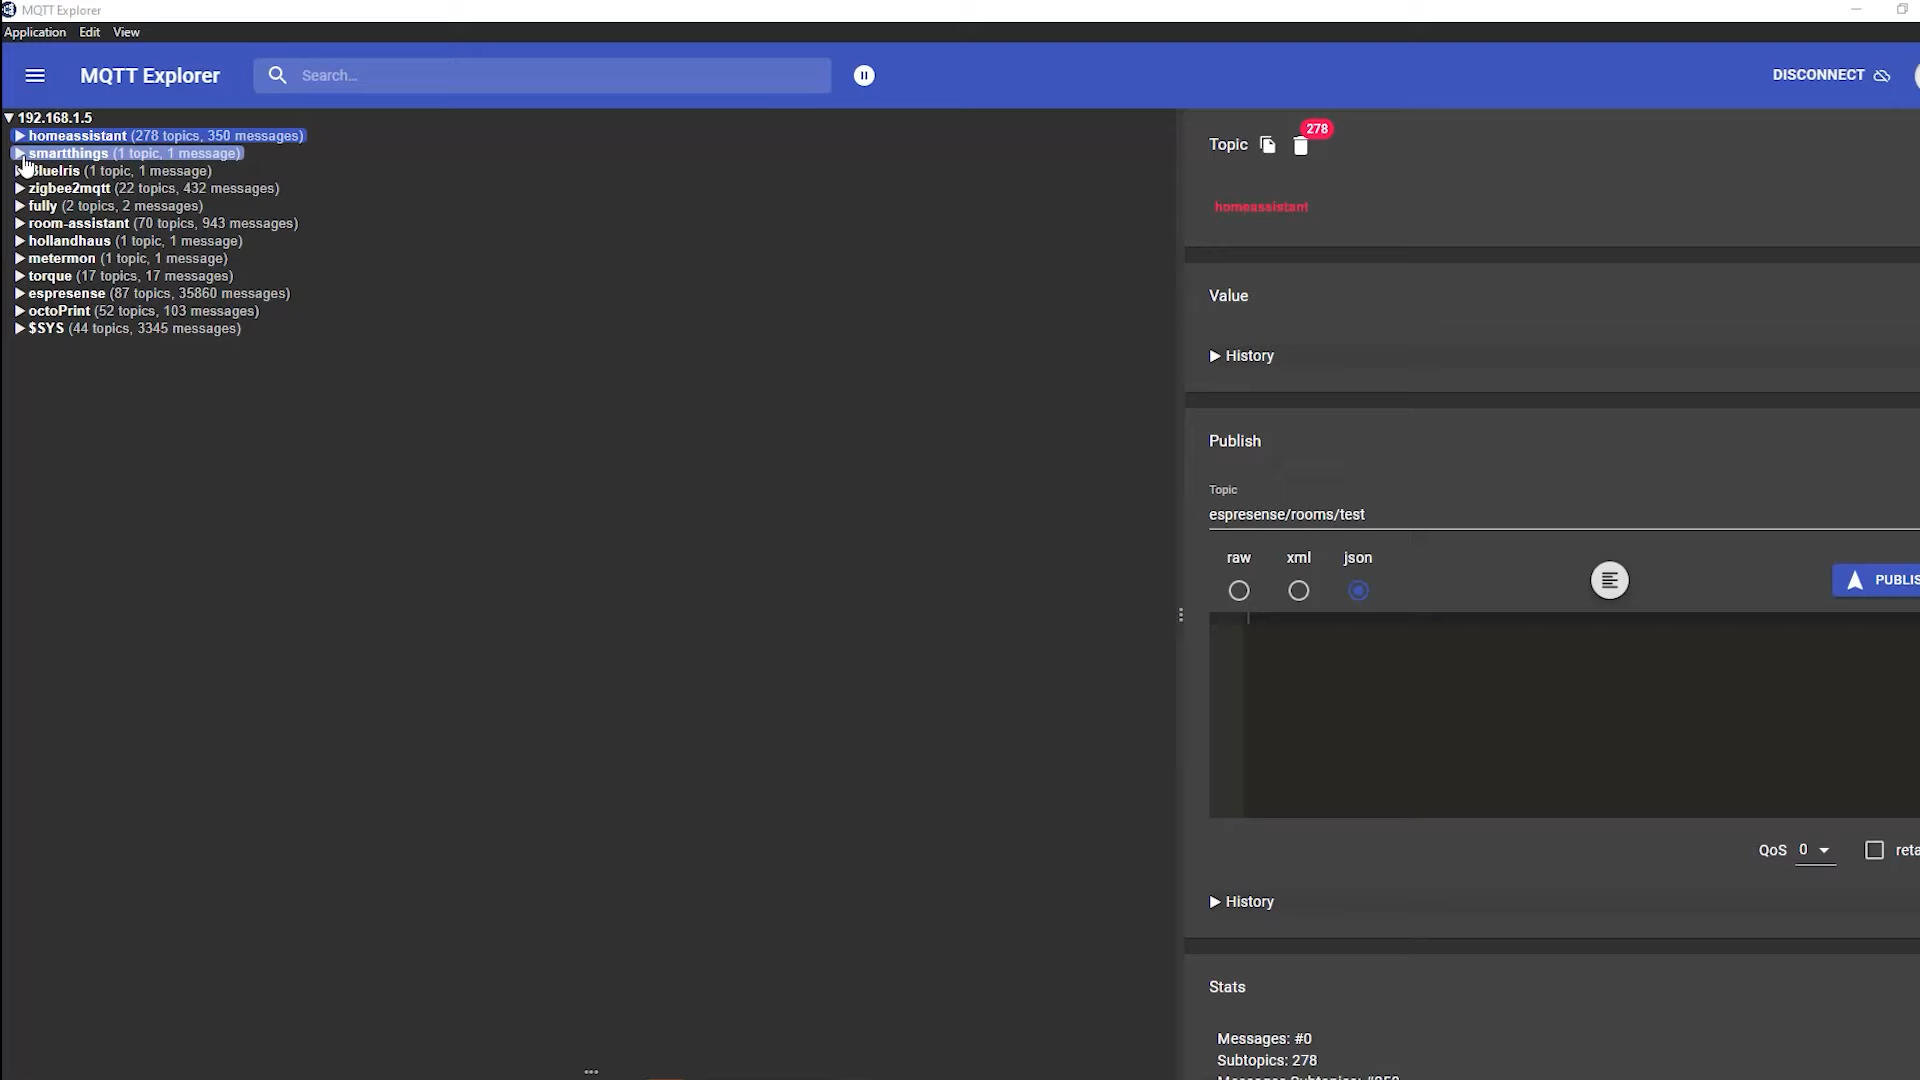 MQTT Explorer
Application Edit View
MQTT Explorer Search... DISCONNECT
192.168.1.5
homeassistant (278 topics, 350 messages)
smartthings (1 topic, 1 message)
BlueIris (1 topic, 1 message)
zigbee2mqtt (22 topics, 432 messages)
fully (2 topics, 2 messages)
room-assistant (70 topics, 943 messages)
hollandhaus (1 topic, 1 message)
metermon (1 topic, 1 message)
torque (17 topics, 17 messages)
espresense (87 topics, 35860 messages)
octoPrint (52 topics, 103 messages)
$SYS (44 topics, 3345 messages)
Topic 278
homeassistant
Value
History
Publish
Topic
espresense/rooms/test
raw xml json
PUBLIS
QoS 0 reta
History
Stats
Messages: #0
Subtopics: 278